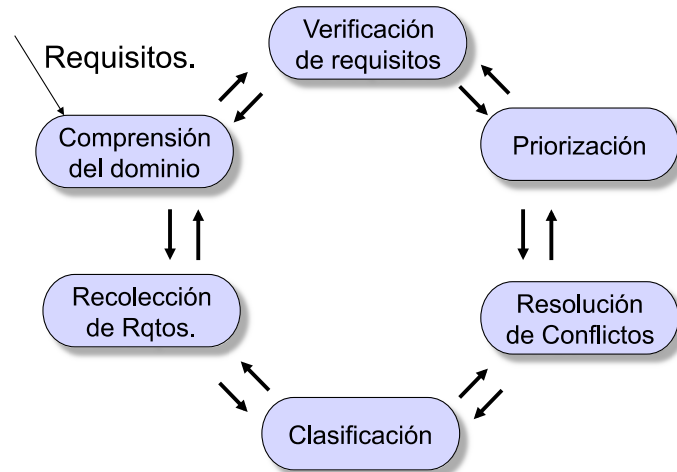 Requisitos.
Verificación
de requisitos
Comprensión
del dominio
Priorización
Recolección
de Rqtos.
Resolución
de Conflictos
Clasificación